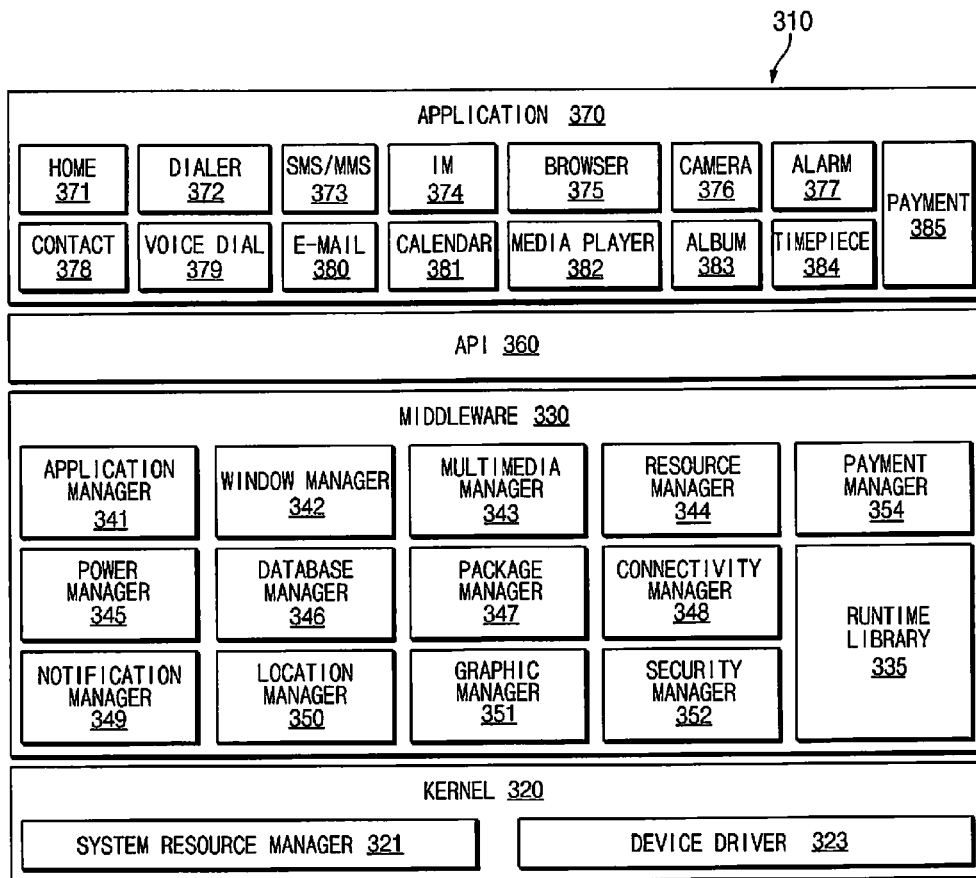 310
APPLICATION 370
HOME
371
DIALER
372
SMS/MMS
373
IM
374
BROWSER
375
CAMERA
376
ALARM
377
PAYMENT
385
CONTACT
378
VOICE DIAL
379
E-MAIL
380
CALENDAR
381
MEDIA PLAYER
382
ALBUM
383
TIMEPIECE
384
API 360
MIDDLEWARE 330
APPLICATION
MANAGER
341
WINDOW MANAGER
342
MULTIMEDIA
MANAGER
343
RESOURCE
MANAGER
344
PAYMENT
MANAGER
354
POWER
MANAGER
345
DATABASE
MANAGER
346
PACKAGE
MANAGER
347
CONNECTIVITY
MANAGER
348
RUNTIME
LIBRARY
335
NOTIFICATION
MANAGER
349
LOCATION
MANAGER
350
GRAPHIC
MANAGER
351
SECURITY
MANAGER
352
KERNEL 320
SYSTEM RESOURCE MANAGER 321
DEVICE DRIVER 323